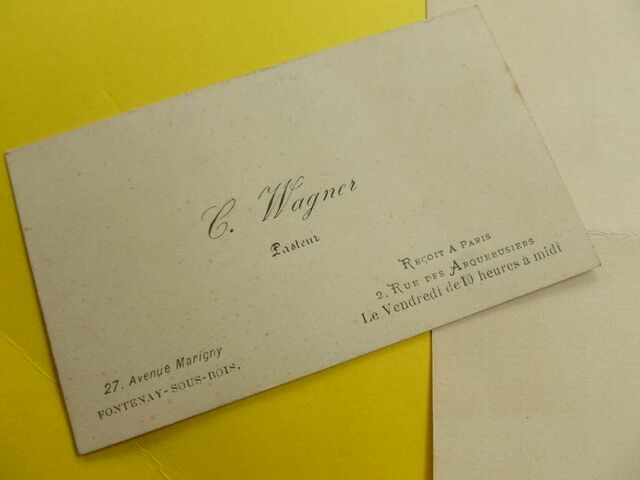 C. Wagner
Pasteur
Reçoit a Paris
2. Rue des Arquebusiers
Le Vendredi de 10 heures à midi
27. Avenue Marigny
Fontenay-sous-Bois.